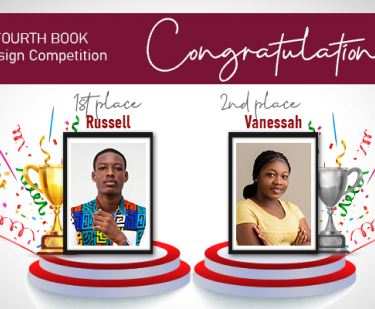 FOURTH BOOK
sign Competition
Congratulation
1st place
2nd place
Russell
Vanessah